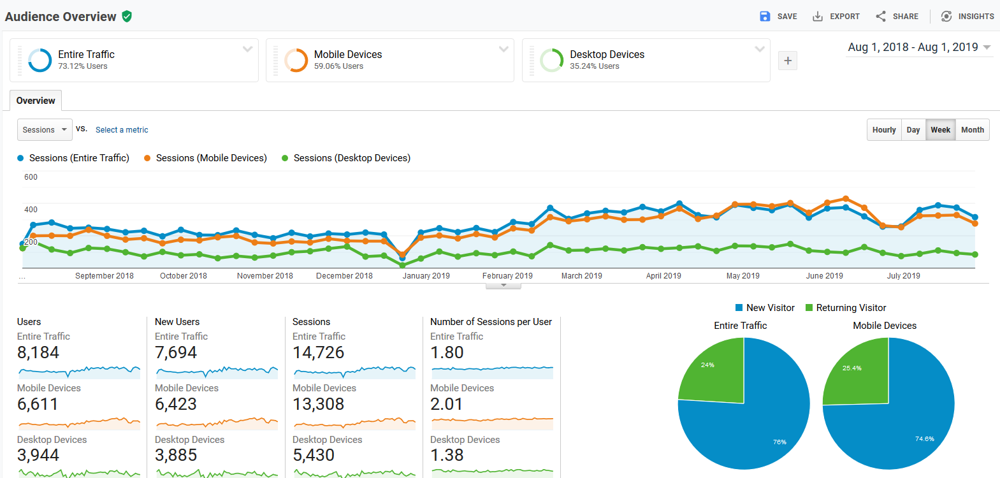 Audience Overview
SAVE
EXPORT
SHARE
INSIGHTS
Entire Traffic
73.12% Users
Mobile Devices
59.06% Users
Desktop Devices
35.24% Users
+
Aug 1, 2018 - Aug 1, 2019
Overview
Sessions
VS.
Select a metric
Hourly
Day
Week
Month
Sessions (Entire Traffic)
Sessions (Mobile Devices)
Sessions (Desktop Devices)
600
400
200
...
September 2018
October 2018
November 2018
December 2018
January 2019
February 2019
March 2019
April 2019
May 2019
June 2019
July 2019
Users
Entire Traffic
8,184
Mobile Devices
6,611
Desktop Devices
3,944
New Users
Entire Traffic
7,694
Mobile Devices
6,423
Desktop Devices
3,885
Sessions
Entire Traffic
14,726
Mobile Devices
13,308
Desktop Devices
5,430
Number of Sessions per User
Entire Traffic
1.80
Mobile Devices
2.01
Desktop Devices
1.38
New Visitor
Returning Visitor
Entire Traffic
24%
76%
Mobile Devices
25.4%
74.6%